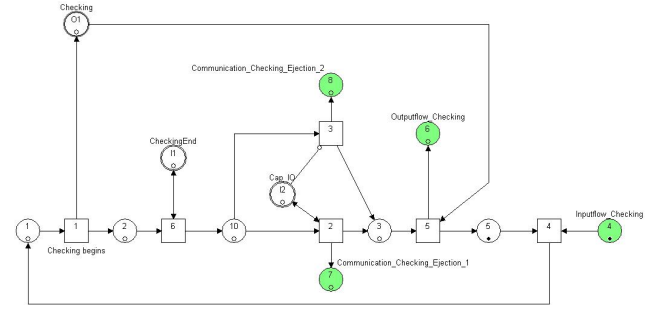 Checking
O1
Communication_Checking_Ejection_2
8
Outputflow_Checking
6
3
CheckingEnd
I1
Cap_IO
I2
Inputflow_Checking
1
1
2
6
10
2
3
5
5
4
4
Checking begins
Communication_Checking_Ejection_1
7